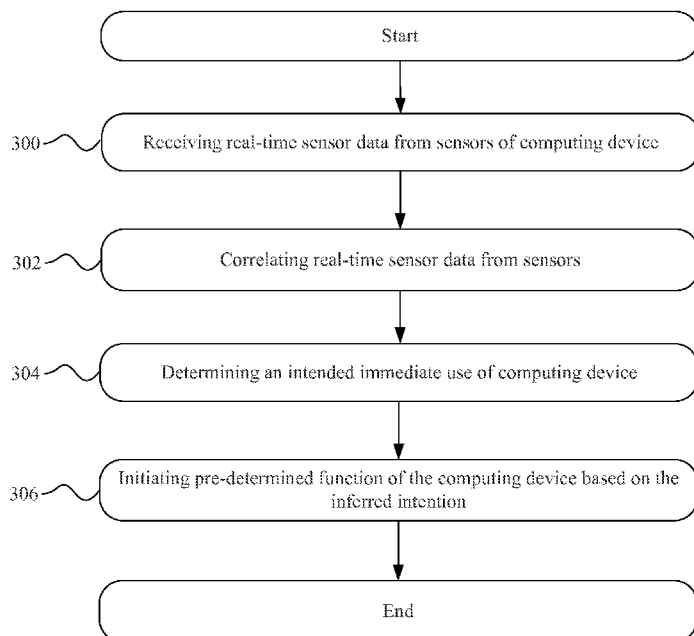 Start
300
Receiving real-time sensor data from sensors of computing device
302
Correlating real-time sensor data from sensors
304
Determining an intended immediate use of computing device
306
Initiating pre-determined function of the computing device based on the
inferred intention
End